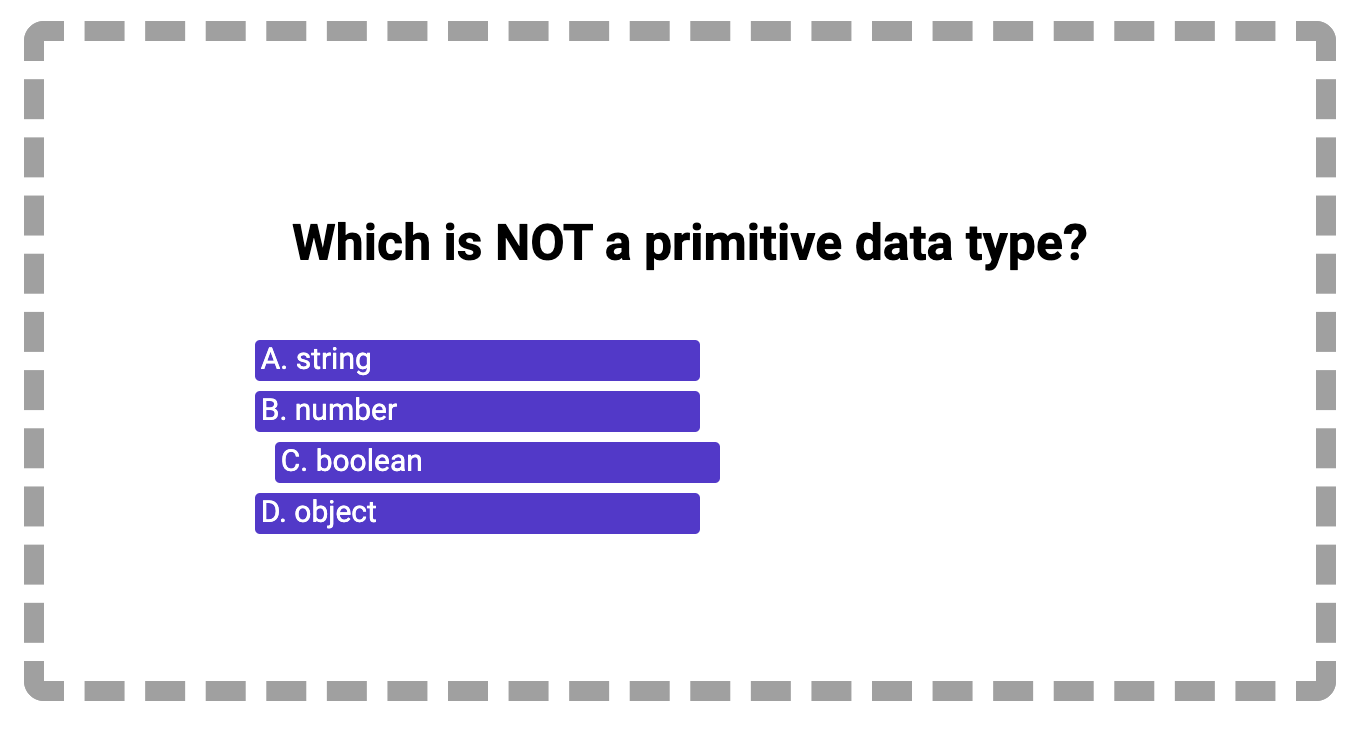 Which is NOT a primitive data type?
A. string
B. number
C. boolean
D. object